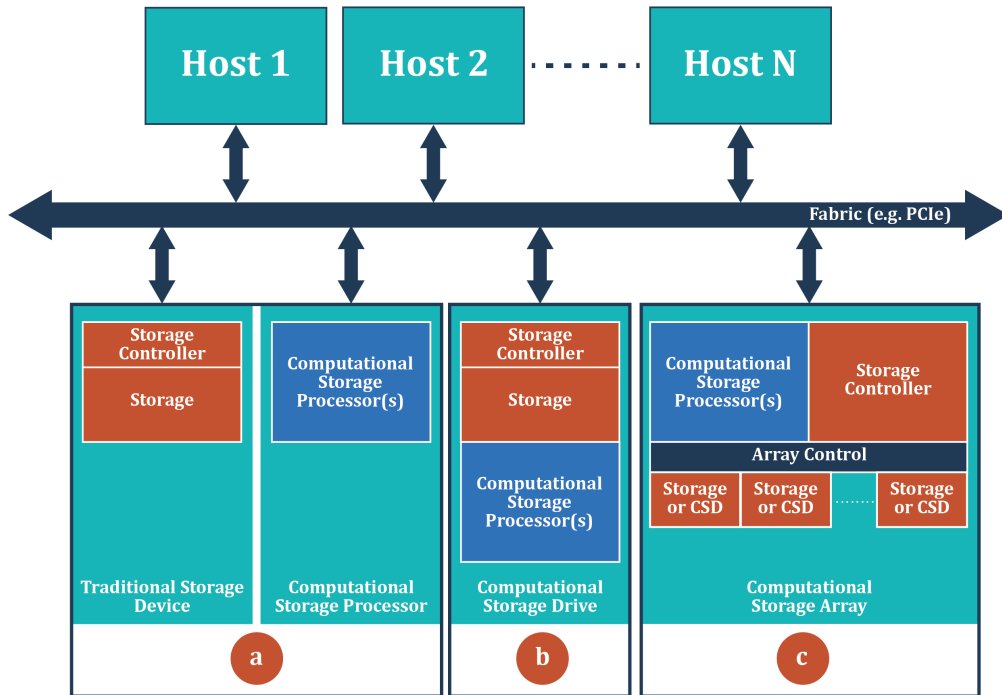 Host 1
Host 2
Host N
Fabric (e.g. PCIe)
Storage
Controller
Storage
Traditional Storage
Device
Computational
Storage
Processor(s)
Computational
Storage Processor
a
Storage
Controller
Storage
Computational
Storage
Processor(s)
Computational
Storage Drive
b
Computational
Storage
Processor(s)
Storage
Controller
Array Control
Storage
or CSD
Storage
or CSD
Storage
or CSD
Computational
Storage Array
c